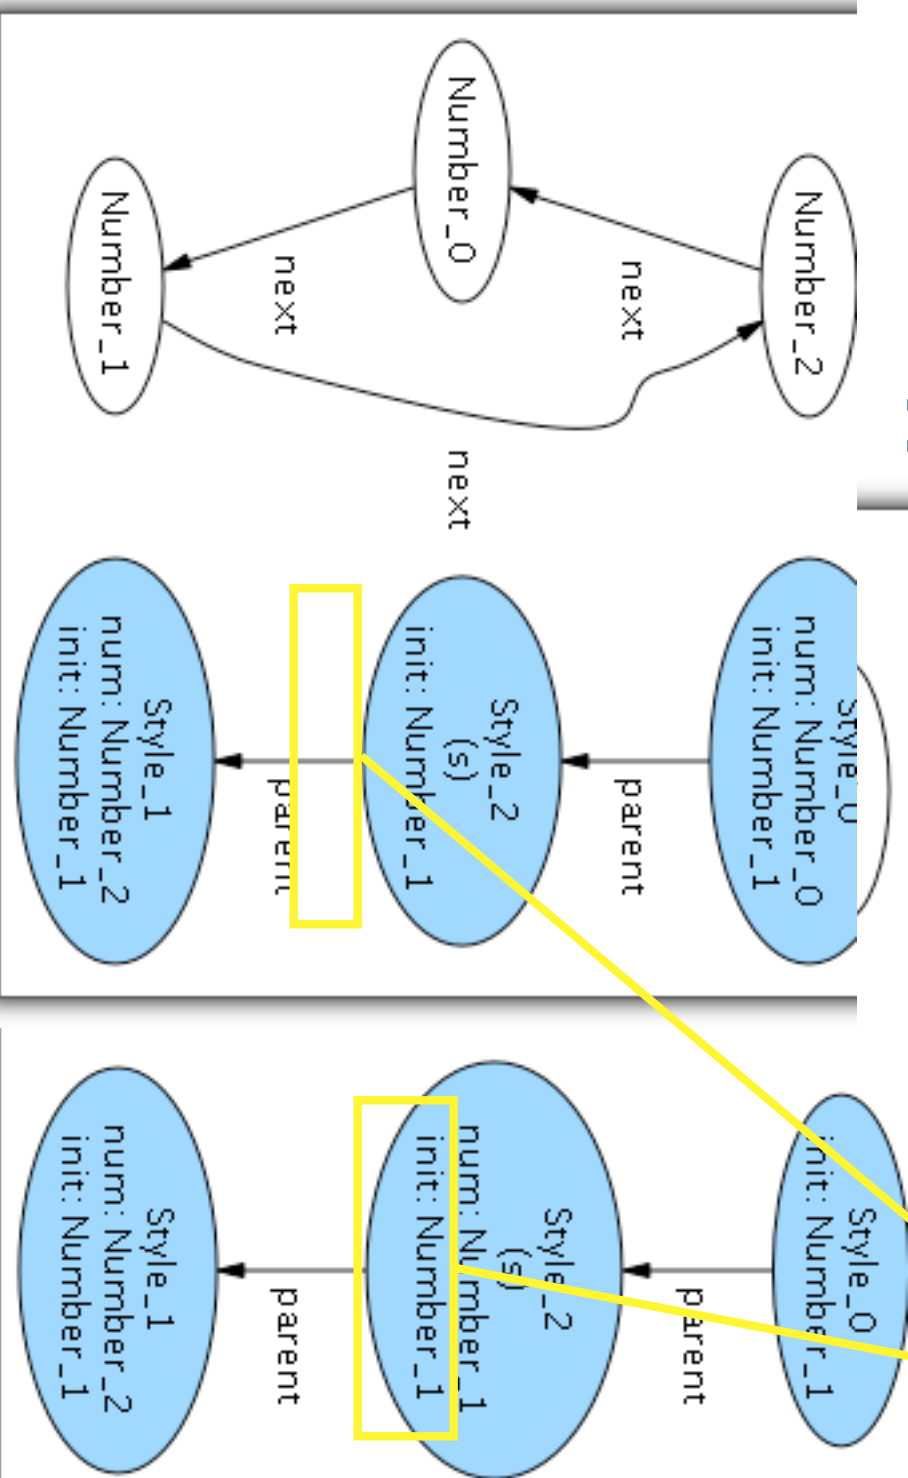 Number_2
next
Number_0
next
next
Number_1
Style_0
num: Number_0
init: Number_1
parent
Style_2
(s)
init: Number_1
parent
Style_1
num: Number_2
init: Number_1
Style_0
init: Number_1
parent
Style_2
(s)
num: Number_1
init: Number_1
parent
Style_1
num: Number_2
init: Number_1